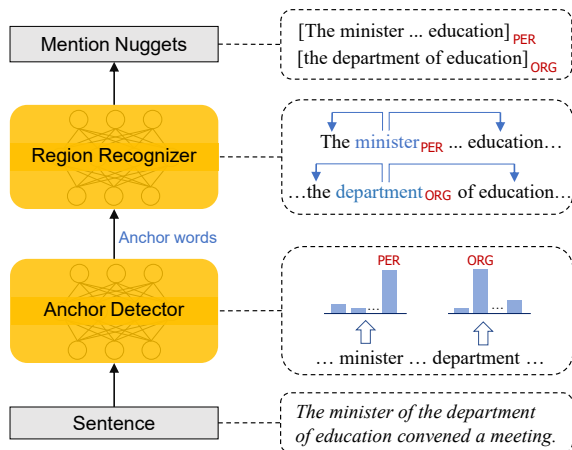 Mention Nuggets
[The minister ... education]PER
[the department of education]ORG
Region Recognizer
The ministerPER ... education...
...the departmentORG of education...
Anchor words
Anchor Detector
PER ORG
... ...
... minister ... department ...
Sentence
The minister of the department
of education convened a meeting.